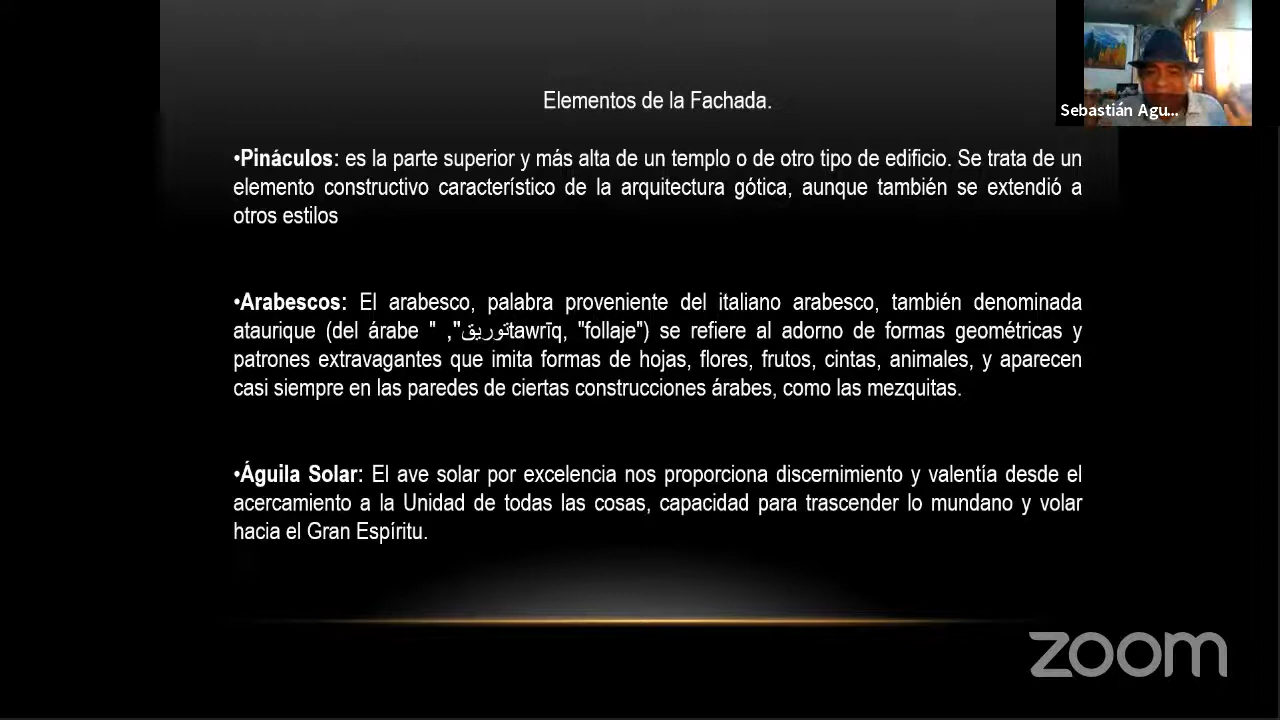 Sebastián Agu...
Elementos de la Fachada.
•Pináculos: es la parte superior y más alta de un templo o de otro tipo de edificio. Se trata de un
elemento constructivo característico de la arquitectura gótica, aunque también se extendió a
otros estilos
•Arabescos: El arabesco, palabra proveniente del italiano arabesco, también denominada
ataurique (del árabe " ,"توريقtawrīq, "follaje") se refiere al adorno de formas geométricas y
patrones extravagantes que imita formas de hojas, flores, frutos, cintas, animales, y aparecen
casi siempre en las paredes de ciertas construcciones árabes, como las mezquitas.
•Águila Solar: El ave solar por excelencia nos proporciona discernimiento y valentía desde el
acercamiento a la Unidad de todas las cosas, capacidad para trascender lo mundano y volar
hacia el Gran Espíritu.
zoom